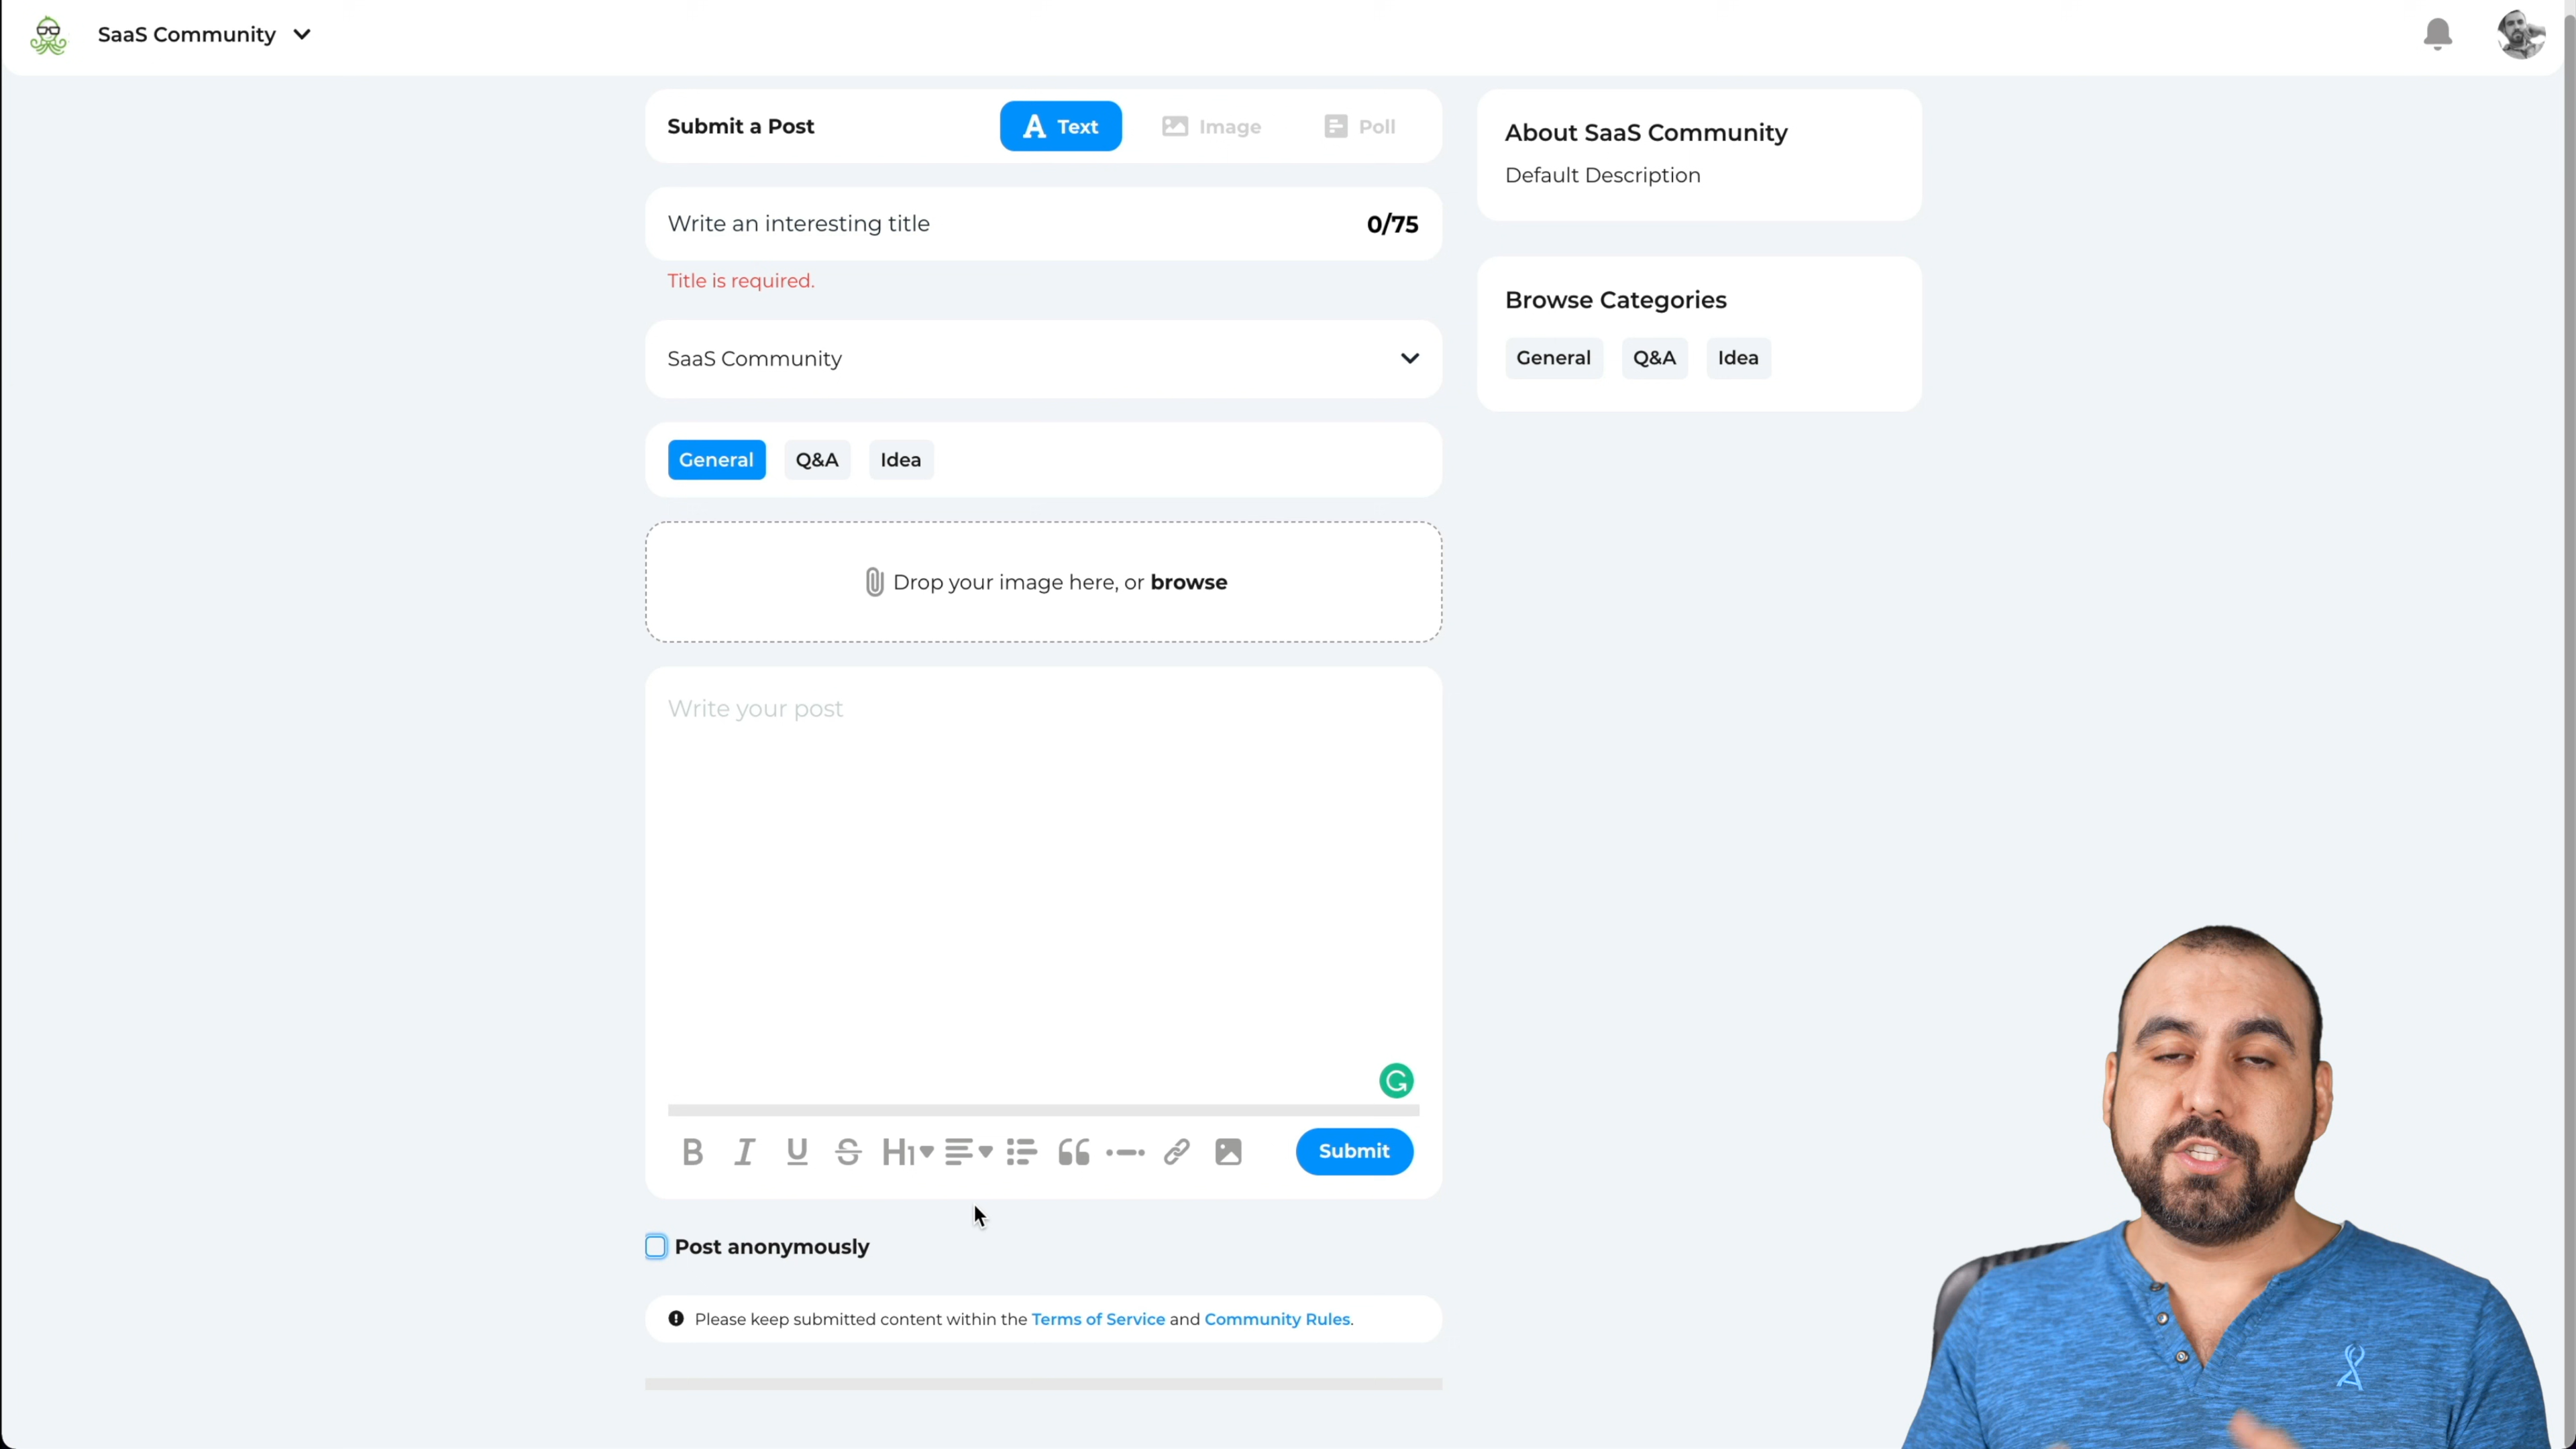 SaaS Community
Submit a Post
Text
Image
Poll
Write an interesting title
0/75
Title is required.
SaaS Community
General
Q&A
Idea
Drop your image here, or browse
Write your post
B I U S H1
Submit
Post anonymously
Please keep submitted content within the Terms of Service and Community Rules.
About SaaS Community
Default Description
Browse Categories
General
Q&A
Idea